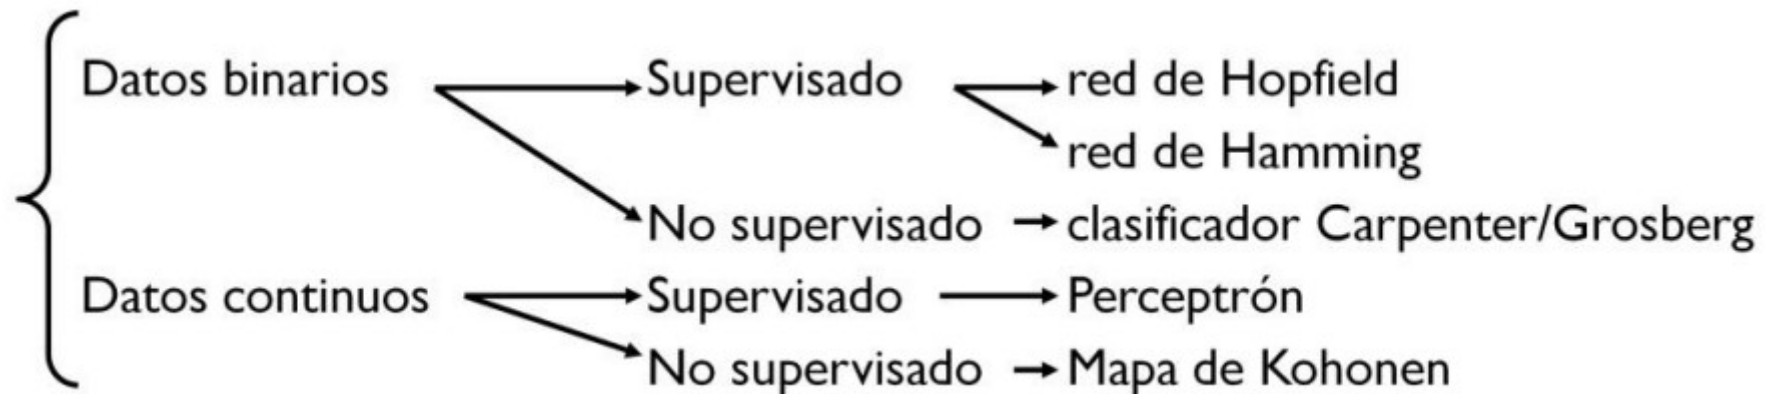 Datos binarios Supervisado red de Hopfield
red de Hamming
No supervisado clasificador Carpenter/Grosberg
Datos continuos Supervisado Perceptrón
No supervisado Mapa de Kohonen